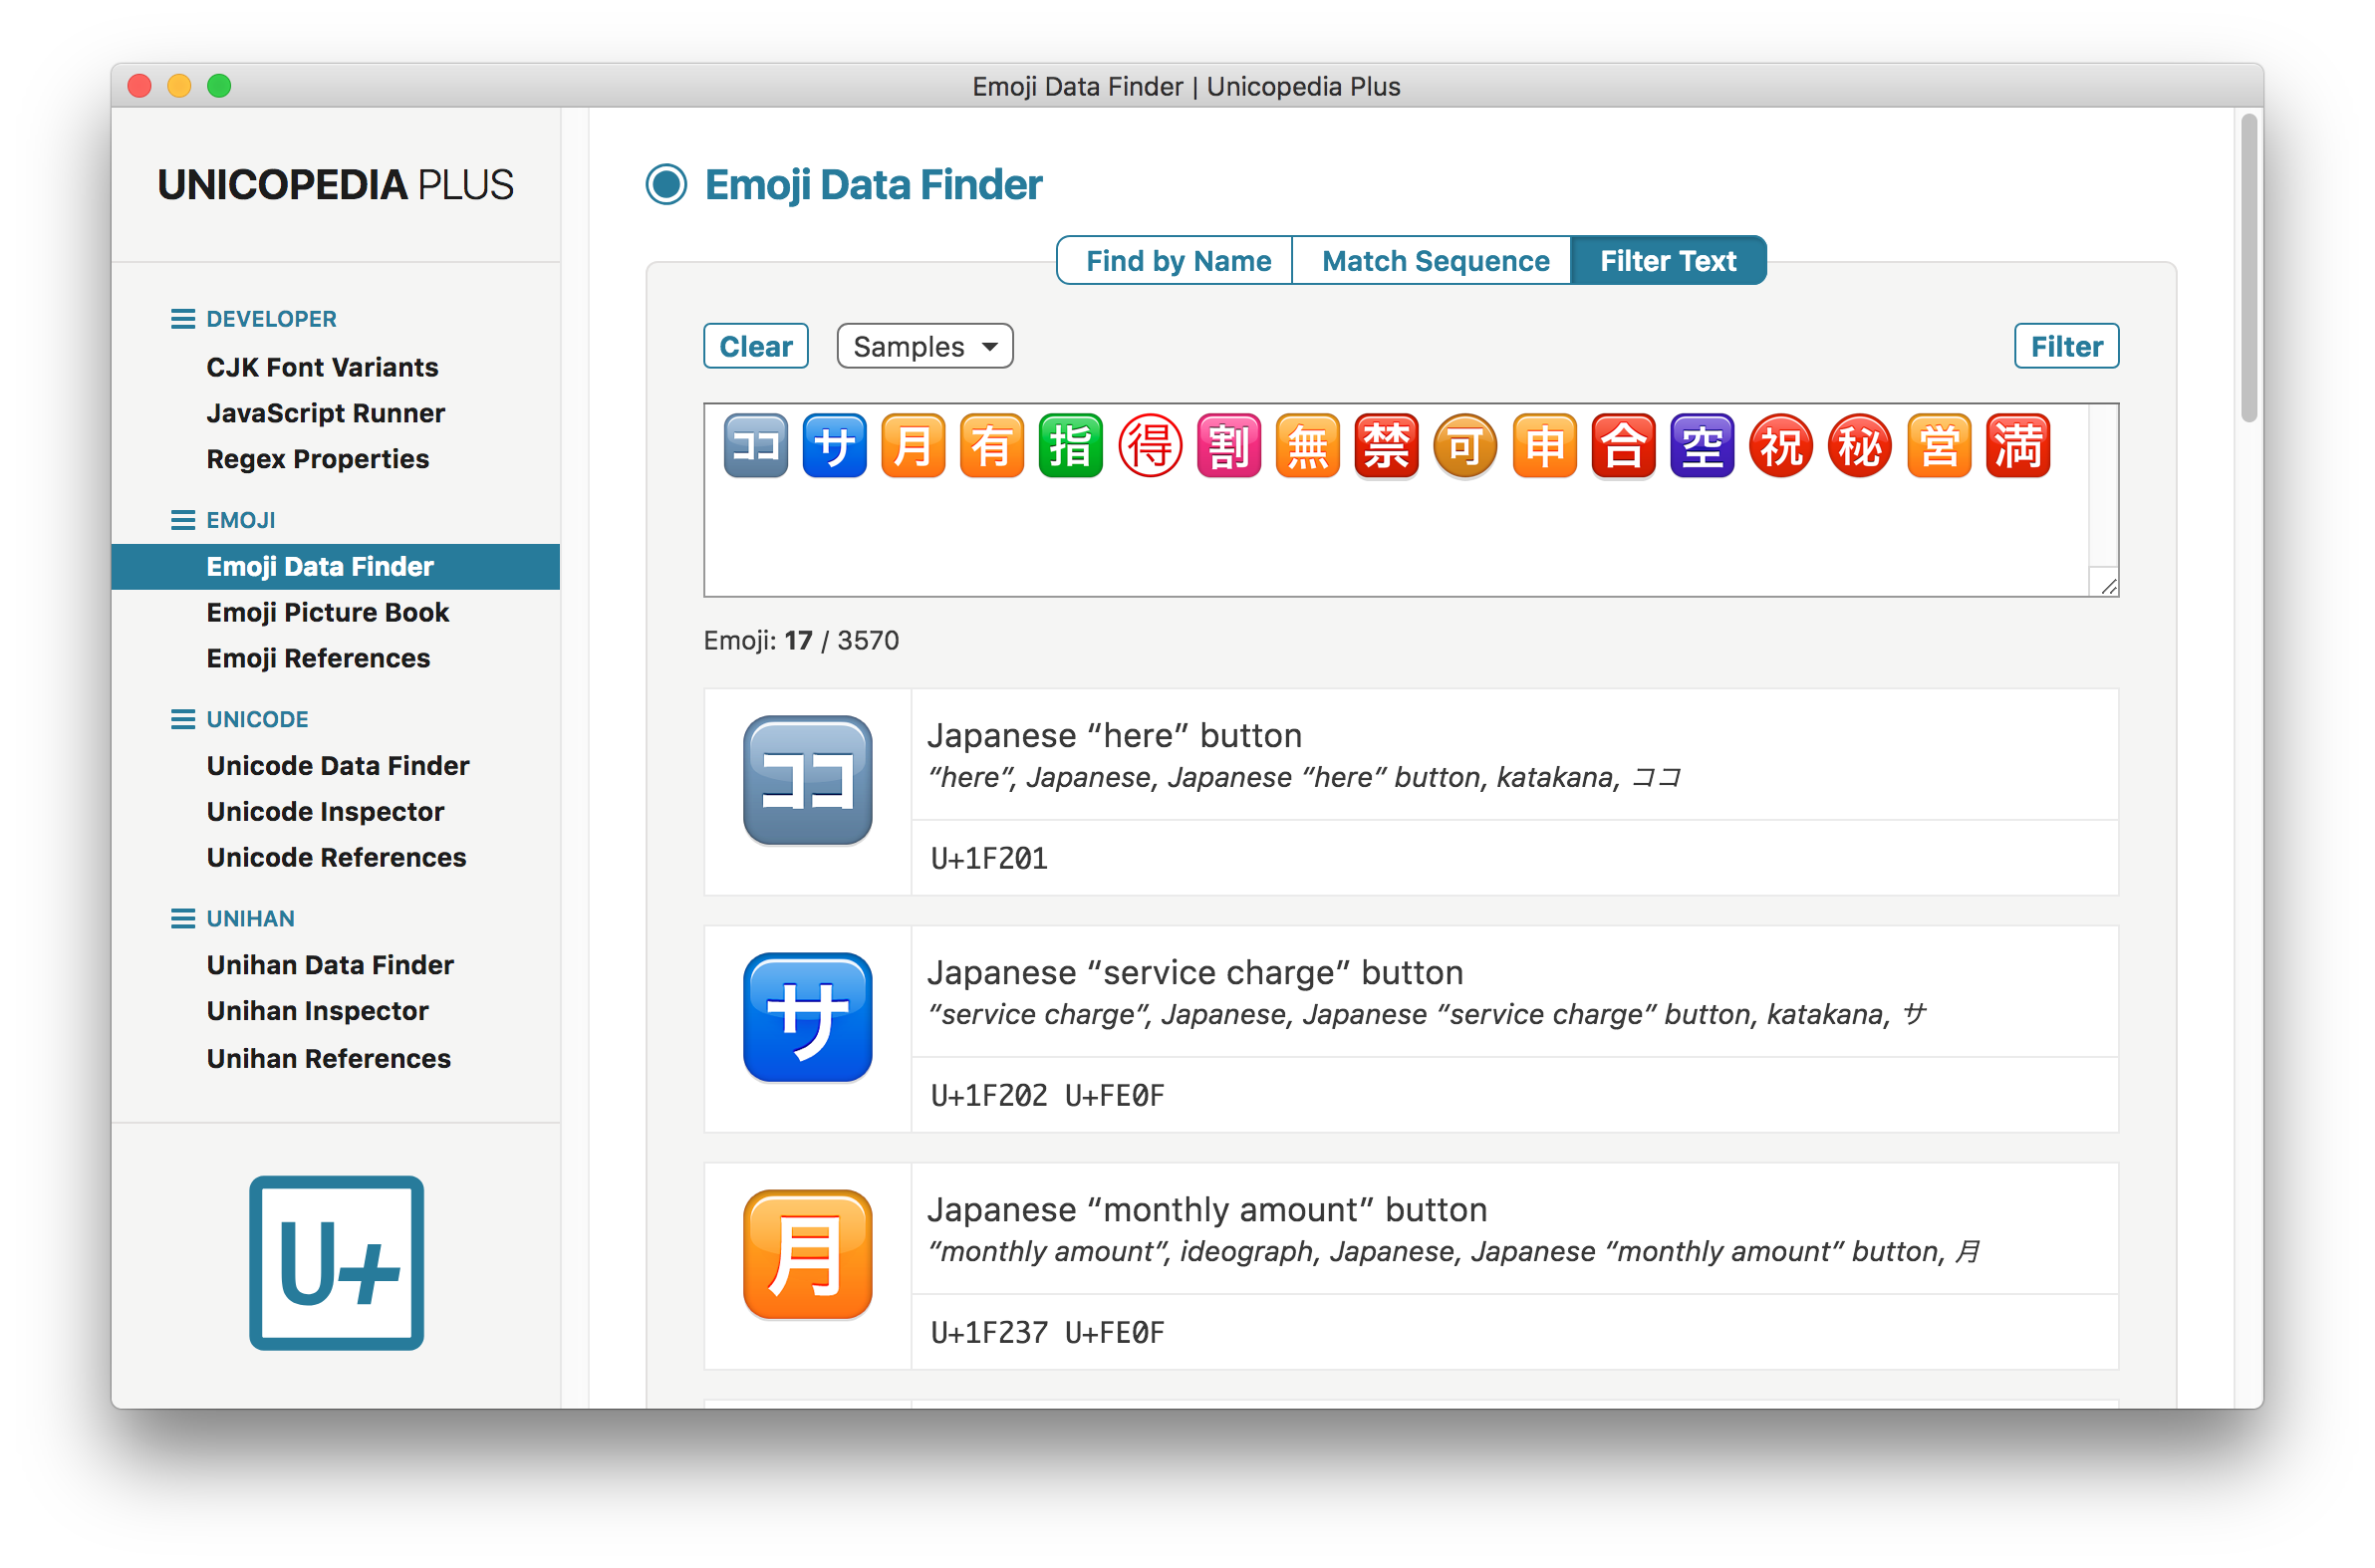 Emoji Data Finder | Unicopedia Plus
UNICOPEDIA PLUS
DEVELOPER
CJK Font Variants
JavaScript Runner
Regex Properties
EMOJI
Emoji Data Finder
Emoji Picture Book
Emoji References
UNICODE
Unicode Data Finder
Unicode Inspector
Unicode References
UNIHAN
Unihan Data Finder
Unihan Inspector
Unihan References
U+
Emoji Data Finder
Find by Name Match Sequence Filter Text
Clear Samples Filter
🈁 🈂️ 🈷️ 🈶 🈯 🉐 🈹 🈚 🈲 🉑 🈸 🈴 🈳 ㊗️ ㊙️ 🈺 🈵
Emoji: 17 / 3570
ココ
Japanese “here” button
“here”, Japanese, Japanese “here” button, katakana, ココ
U+1F201
サ
Japanese “service charge” button
“service charge”, Japanese, Japanese “service charge” button, katakana, サ
U+1F202 U+FE0F
月
Japanese “monthly amount” button
“monthly amount”, ideograph, Japanese, Japanese “monthly amount” button, 月
U+1F237 U+FE0F